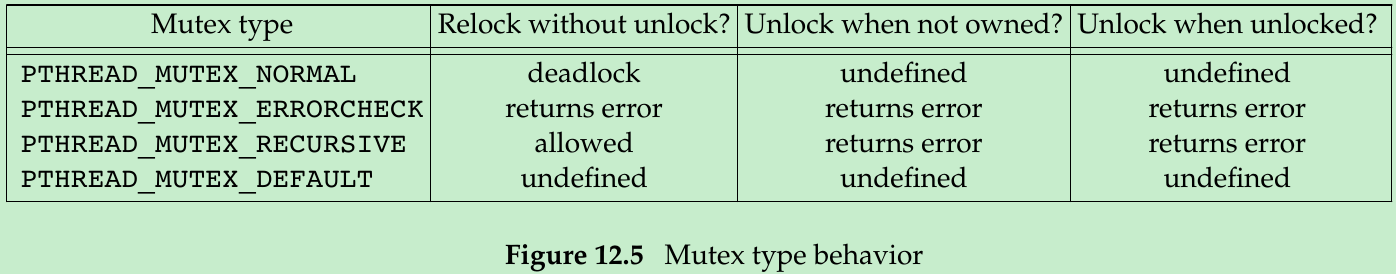 Mutex type Relock without unlock? Unlock when not owned? Unlock when unlocked?
PTHREAD_MUTEX_NORMAL deadlock undefined undefined
PTHREAD_MUTEX_ERRORCHECK returns error returns error returns error
PTHREAD_MUTEX_RECURSIVE allowed returns error returns error
PTHREAD_MUTEX_DEFAULT undefined undefined undefined
Figure 12.5 Mutex type behavior